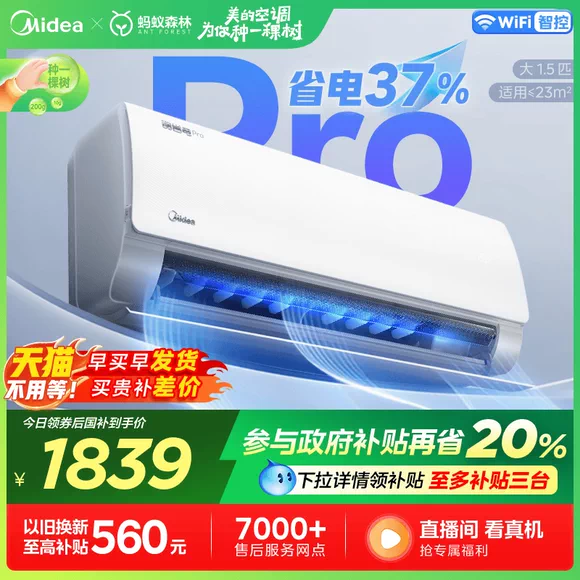 Midea × 蚂蚁森林
ANT FOREST
美的空调
为你种一棵树
WiFi 智控
种一棵树
200g
省电37%
大1.5匹
适用≤23m²
Pro
Pro
Midea
天猫
不用等!
早买早发货
买贵补差价
今日领券后国补到手价
¥1839
参与政府补贴再省20%
下拉详情领补贴 至多补贴三台
以旧换新
至高补贴560元
7000+
售后服务网点
直播间 看真机
抢专属福利